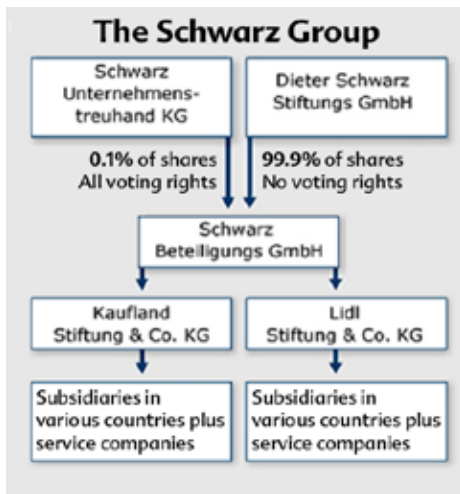 The Schwarz Group
Schwarz
Unternehmens-
treuhand KG
Dieter Schwarz
Stiftungs GmbH
0.1% of shares
All voting rights
99.9% of shares
No voting rights
Schwarz
Beteiligungs GmbH
Kaufland
Stiftung & Co. KG
Lidl
Stiftung & Co. KG
Subsidiaries in
various countries plus
service companies
Subsidiaries in
various countries plus
service companies